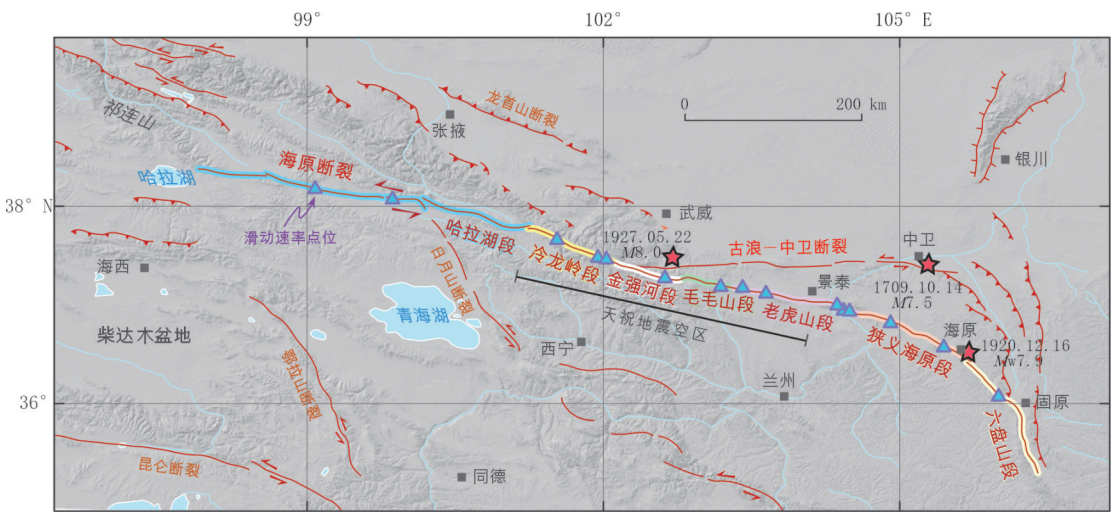 99°
102°
105° E
38° N
36°
0
200 km
祁连山
龙首山断裂
张掖
银川
哈拉湖
海原断裂
滑动速率点位
武威
1927.05.22
M8.0
古浪—中卫断裂
中卫
1709.10.14
M7.5
哈拉湖段
冷龙岭段
金强河段
毛毛山段
老虎山段
景泰
海西
日月山断裂
天祝地震空区
青海湖
柴达木盆地
西宁
狭义海原段
海原
1920.12.16
Mw7.9
鄂拉山断裂
兰州
固原
六盘山段
昆仑断裂
同德